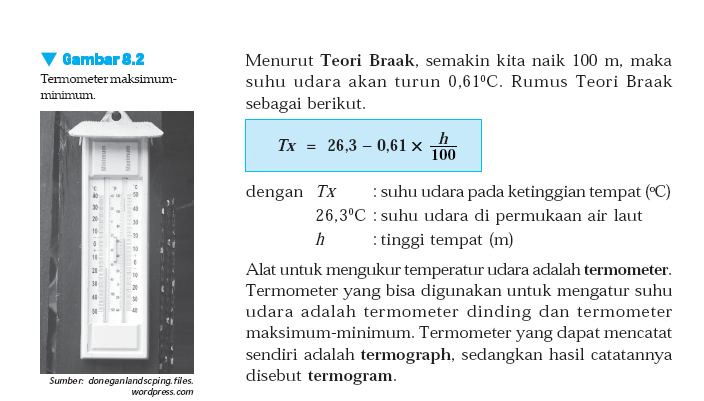 ▼ Gambar 8.2
Termometer maksimum-
minimum.
Minimum
Maximum
Sumber: doneganlandscping.files.
wordpress.com
Menurut Teori Braak, semakin kita naik 100 m, maka
suhu udara akan turun 0,61⁰C. Rumus Teori Braak
sebagai berikut.
Tx = 26,3 – 0,61 × h/100
dengan Tx : suhu udara pada ketinggian tempat (ºC)
26,3⁰C : suhu udara di permukaan air laut
h : tinggi tempat (m)
Alat untuk mengukur temperatur udara adalah termometer.
Termometer yang bisa digunakan untuk mengatur suhu
udara adalah termometer dinding dan termometer
maksimum-minimum. Termometer yang dapat mencatat
sendiri adalah termograph, sedangkan hasil catatannya
disebut termogram.